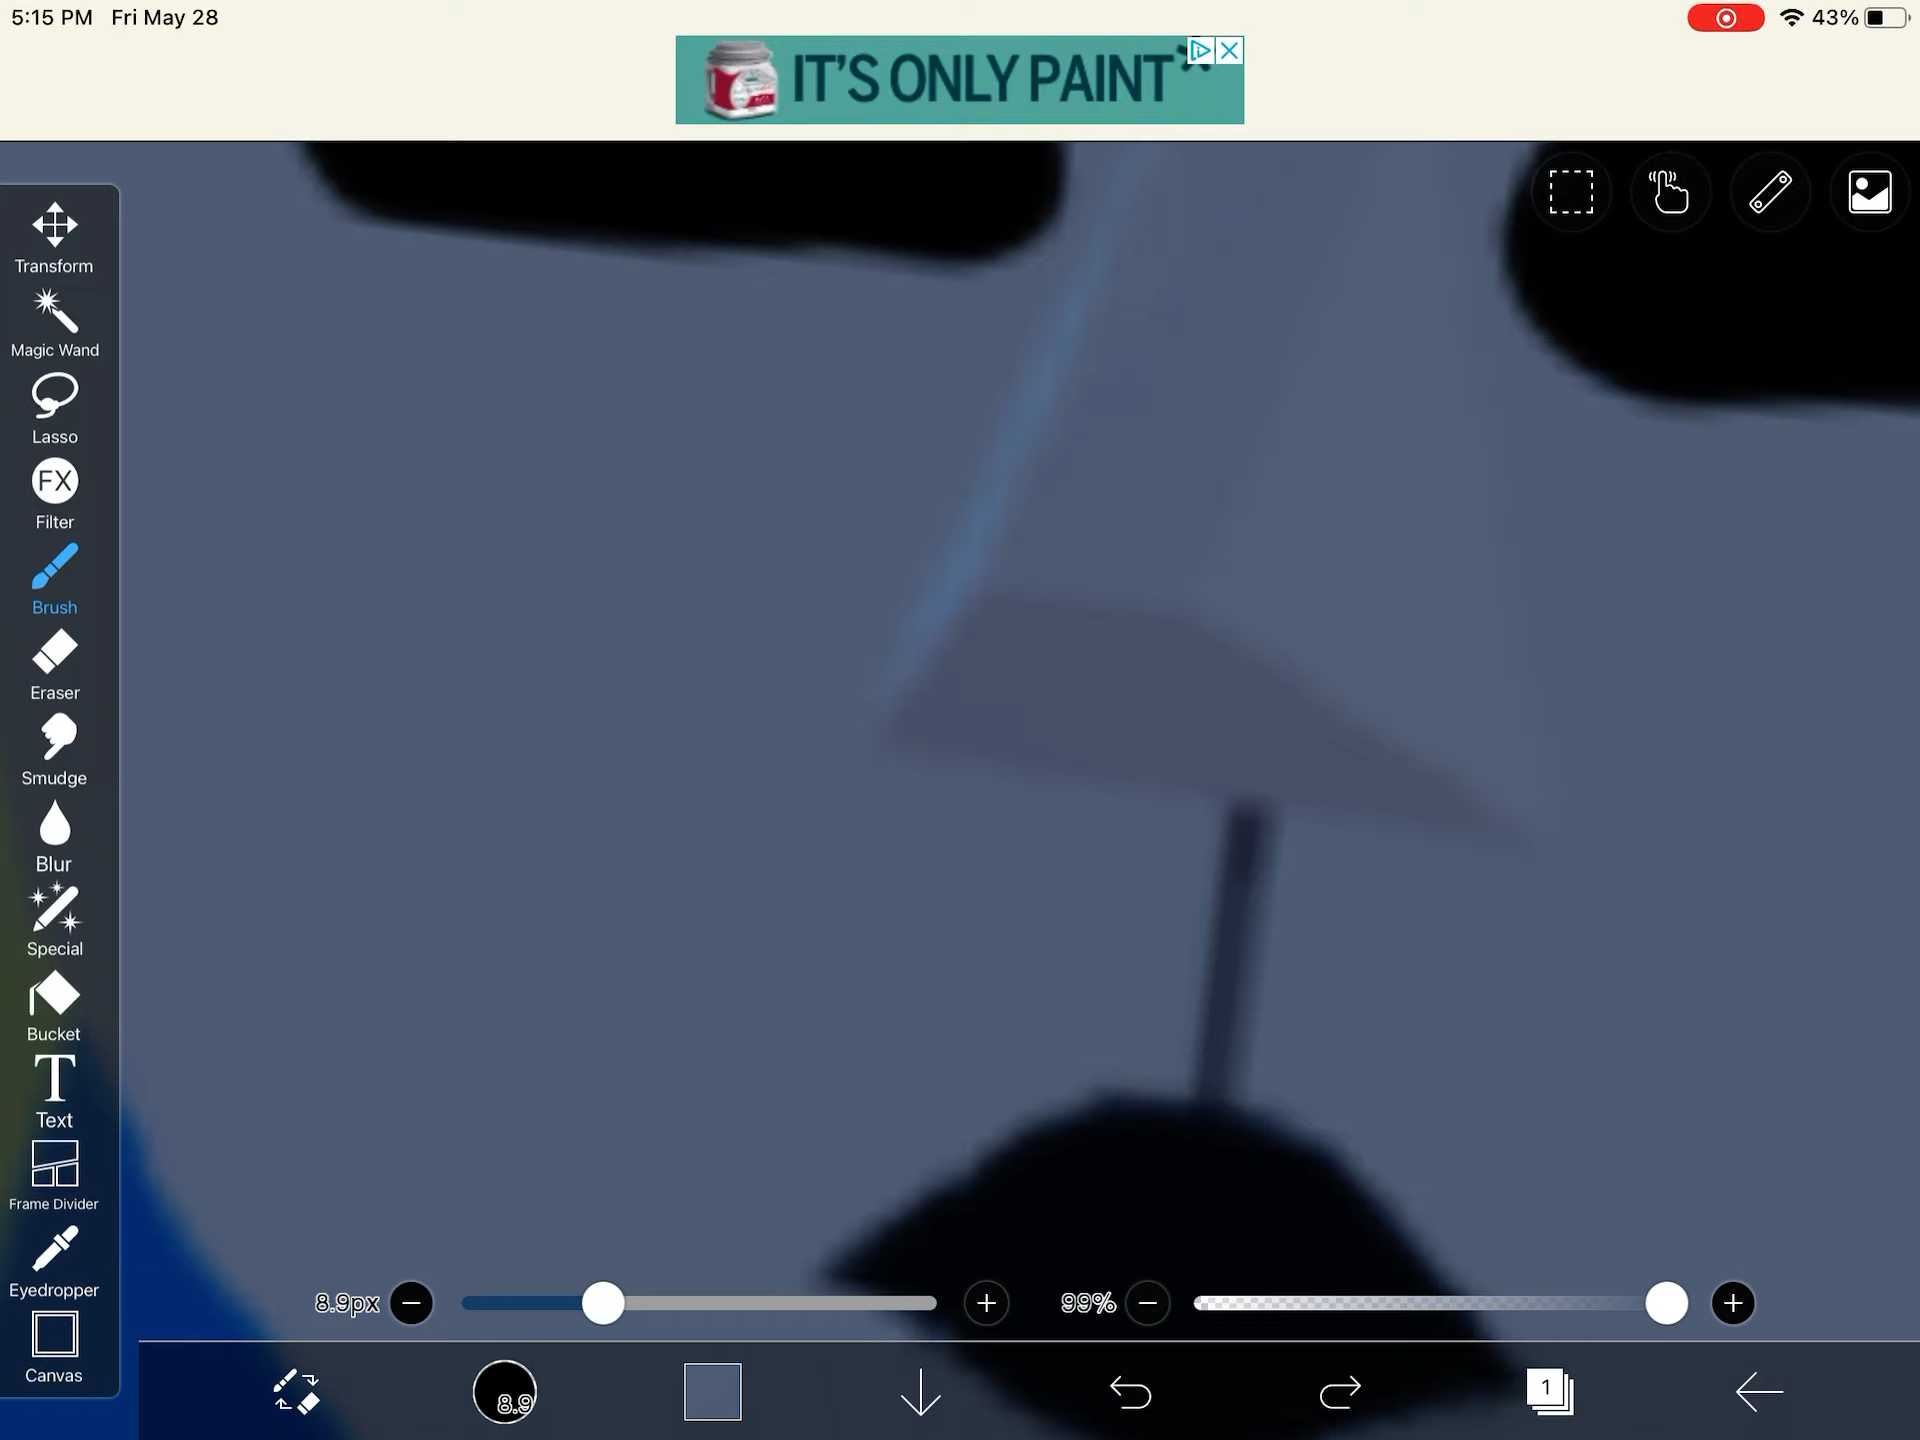 5:15 PM Fri May 28
43%
IT'S ONLY PAINT
Transform
Magic Wand
Lasso
FX
Filter
Brush
Eraser
Smudge
Blur
Special
Bucket
T
Text
Frame Divider
Eyedropper
Canvas
8.9px
99%
8.9
1